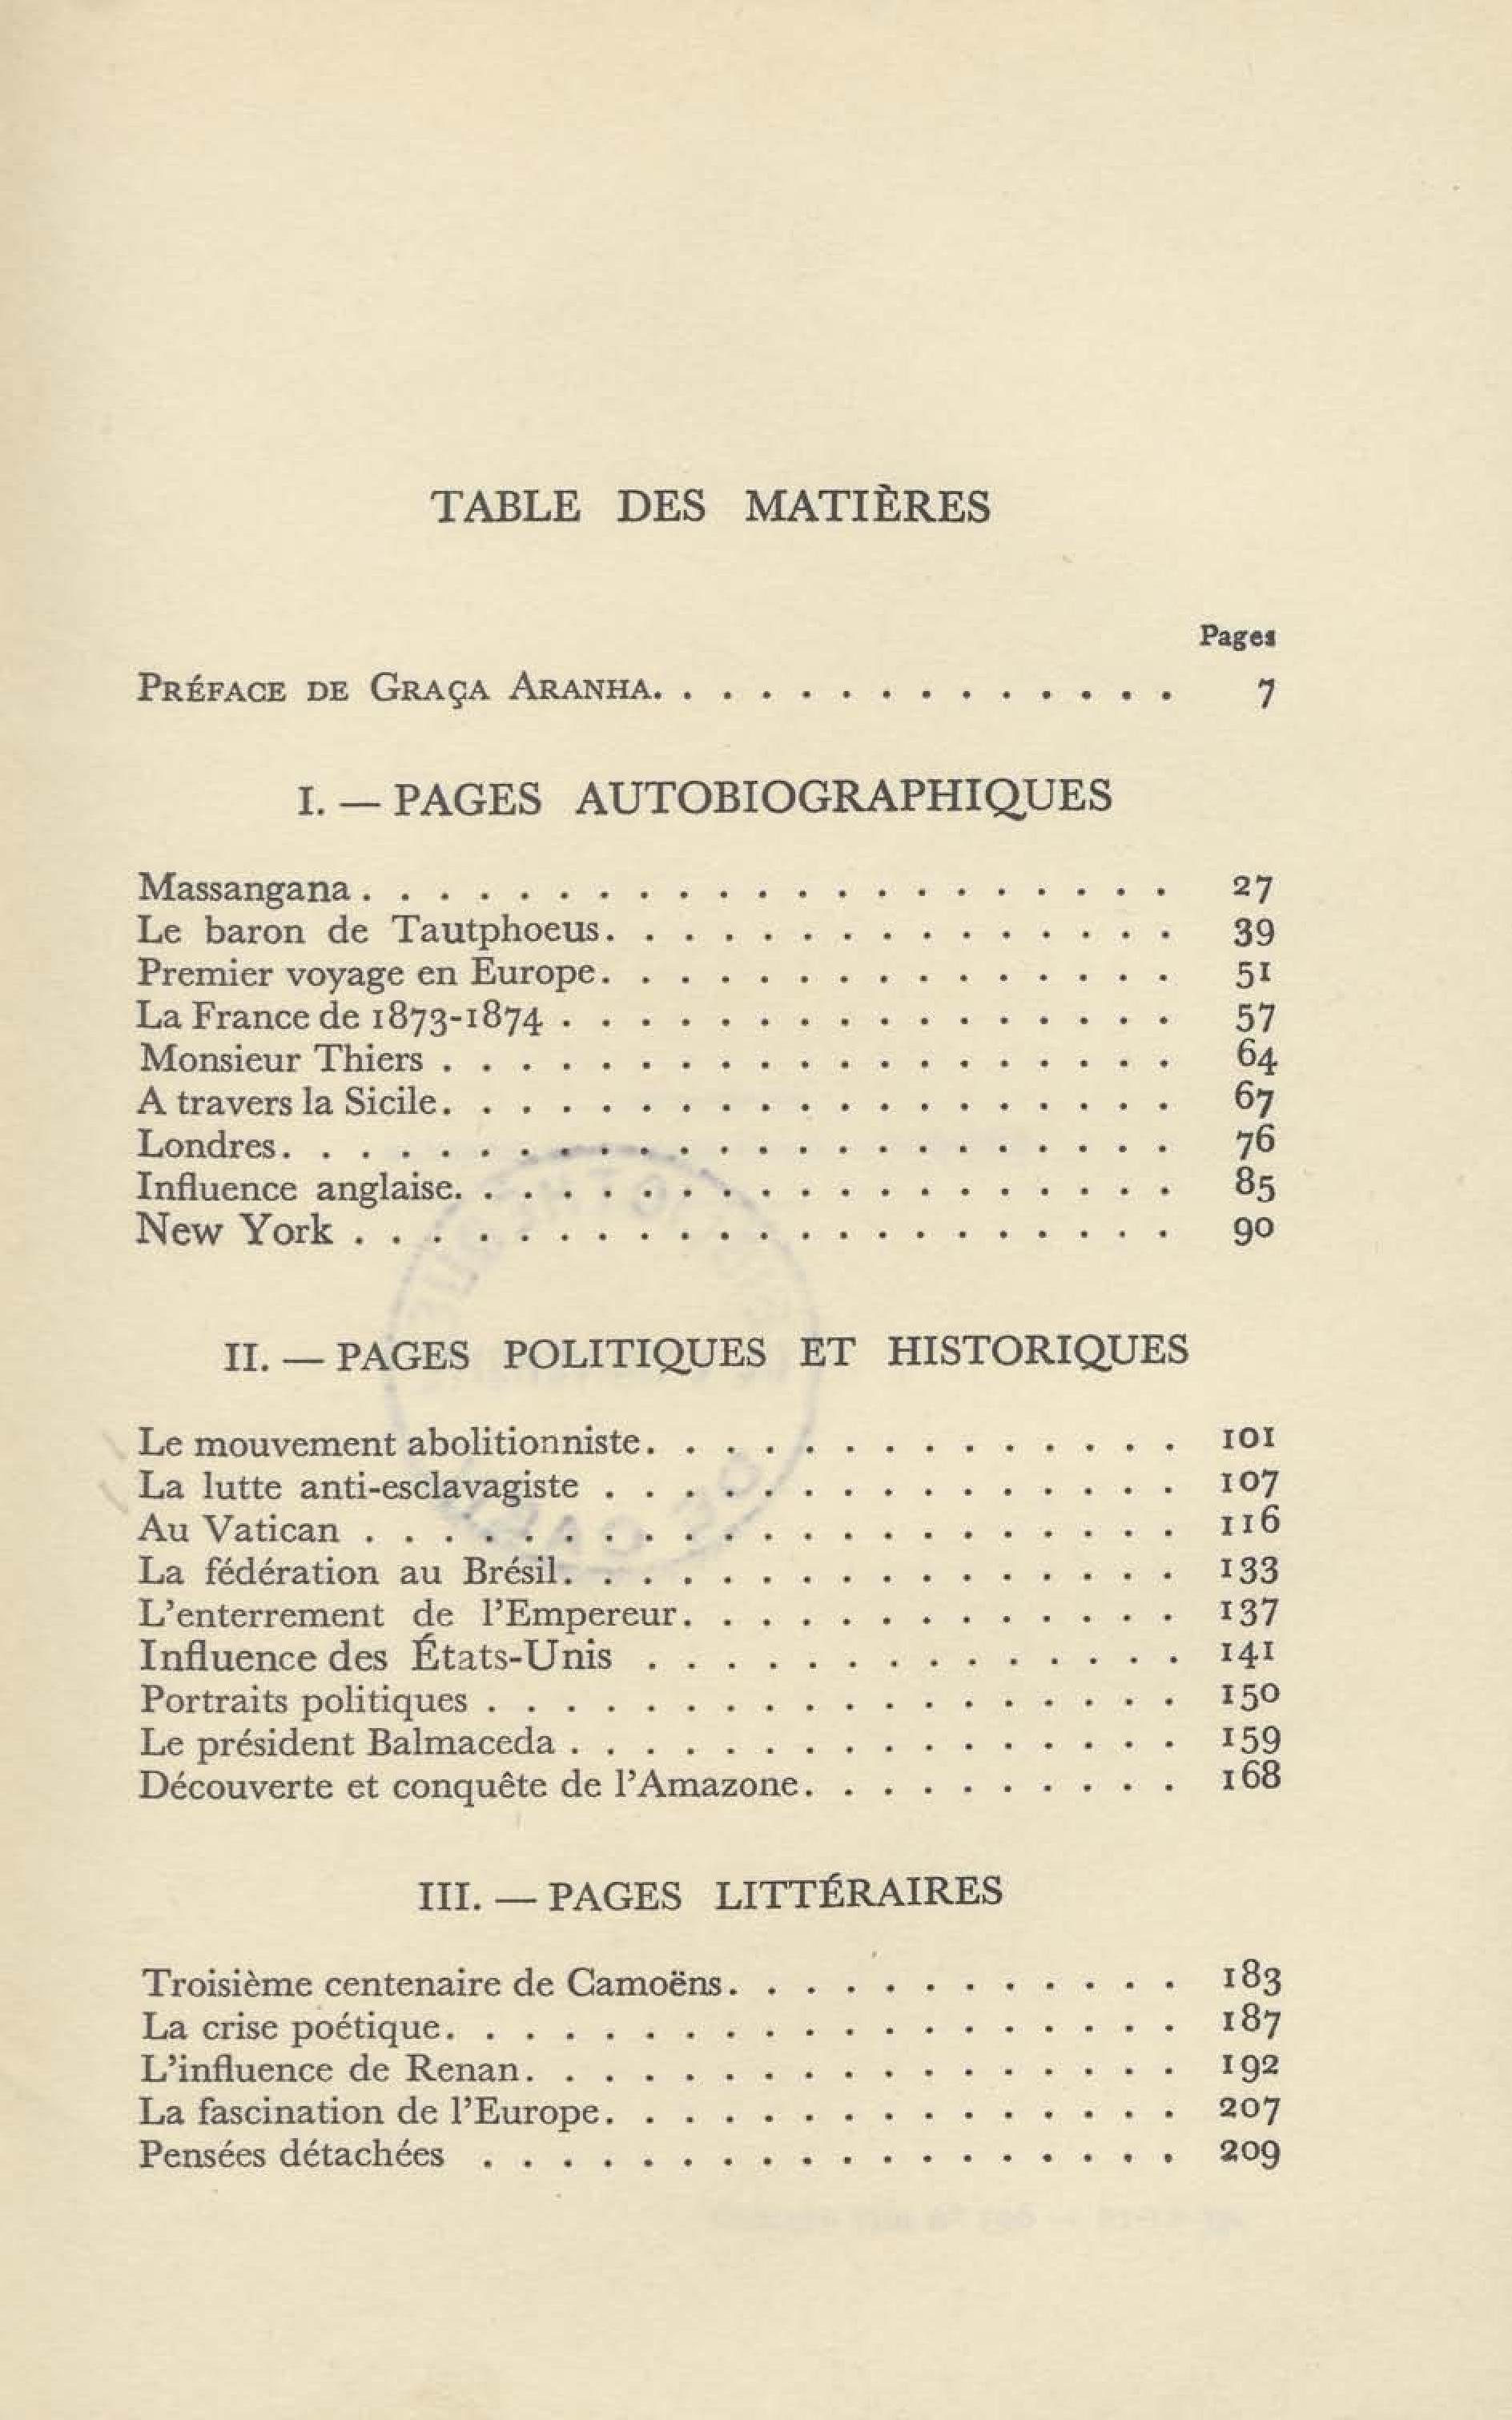 TABLE DES MATIÈRES
Pages
PRÉFACE DE GRAÇA ARANHA. . . . . . . . . . . . . . 7
I. — PAGES AUTOBIOGRAPHIQUES
Massangana . . . . . . . . . . . . . . . . . . . . . 27
Le baron de Tautphoeus. . . . . . . . . . . . . . . 39
Premier voyage en Europe. . . . . . . . . . . . . . . 51
La France de 1873-1874 . . . . . . . . . . . . . . . . 57
Monsieur Thiers . . . . . . . . . . . . . . . . . . . 64
A travers la Sicile. . . . . . . . . . . . . . . . . . . 67
Londres. . . . . . . . . . . . . . . . . . . . . . . 76
Influence anglaise. . . . . . . . . . . . . . . . . . . 85
New York . . . . . . . . . . . . . . . . . . . . . 90
II. — PAGES POLITIQUES ET HISTORIQUES
Le mouvement abolitionniste. . . . . . . . . . . . . . 101
La lutte anti-esclavagiste . . . . . . . . . . . . . . . 107
Au Vatican . . . . . . . . . . . . . . . . . . . . . 116
La fédération au Brésil. . . . . . . . . . . . . . . . 133
L'enterrement de l'Empereur. . . . . . . . . . . . . 137
Influence des États-Unis . . . . . . . . . . . . . . 141
Portraits politiques . . . . . . . . . . . . . . . . . . 150
Le président Balmaceda . . . . . . . . . . . . . . . . 159
Découverte et conquête de l'Amazone. . . . . . . . . . 168
III. — PAGES LITTÉRAIRES
Troisième centenaire de Camoëns. . . . . . . . . . . . 183
La crise poétique. . . . . . . . . . . . . . . . . . . 187
L'influence de Renan. . . . . . . . . . . . . . . . . 192
La fascination de l'Europe. . . . . . . . . . . . . . . 207
Pensées détachées . . . . . . . . . . . . . . . . . . 209